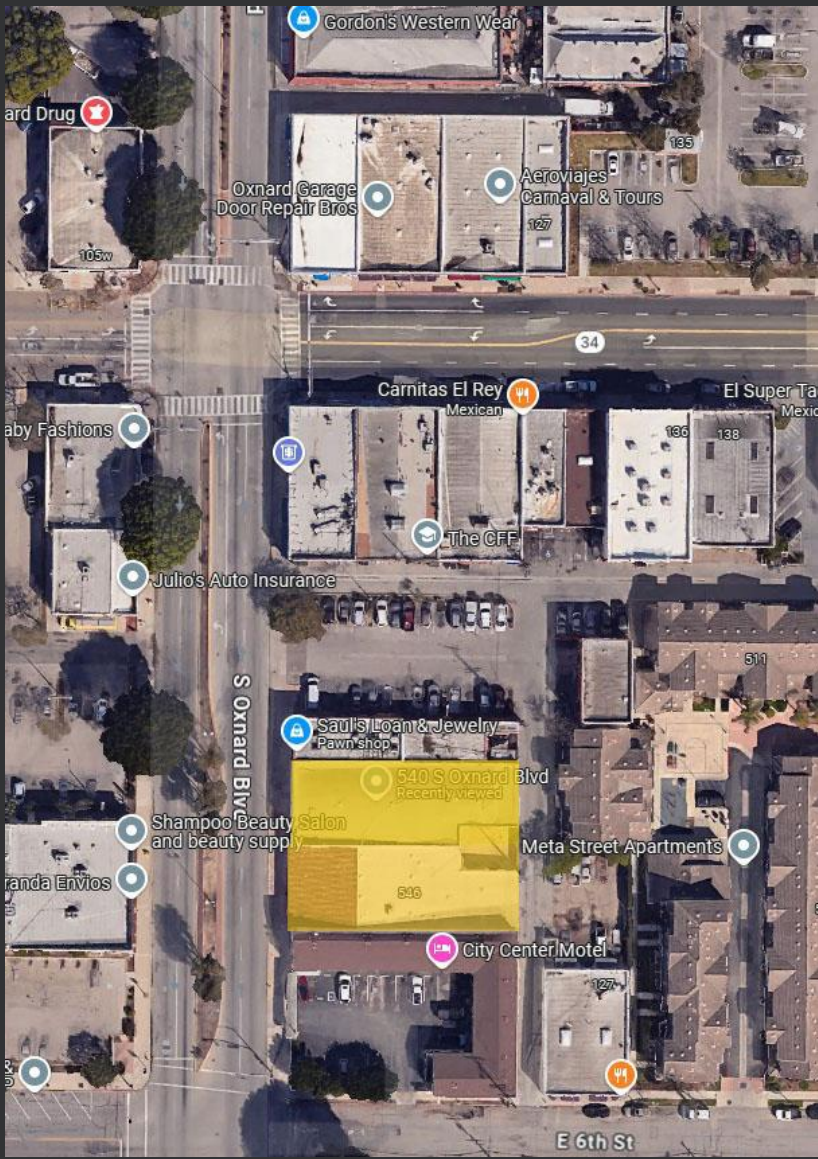 Gordon's Western Wear
ard Drug
135
Aeroviajes
Carnaval & Tours
Oxnard Garage
Door Repair Bros
127
105w
34
Carnitas El Rey
Mexican
El Super Ta
Mexic
aby Fashions
136
138
The CFF
Julio's Auto Insurance
511
S Oxnard Blvd
Saul's Loan & Jewelry
Pawn shop
540 S Oxnard Blvd
Recently viewed
Shampoo Beauty Salon
and beauty supply
Meta Street Apartments
randa Envios
546
City Center Motel
127
&
E 6th St